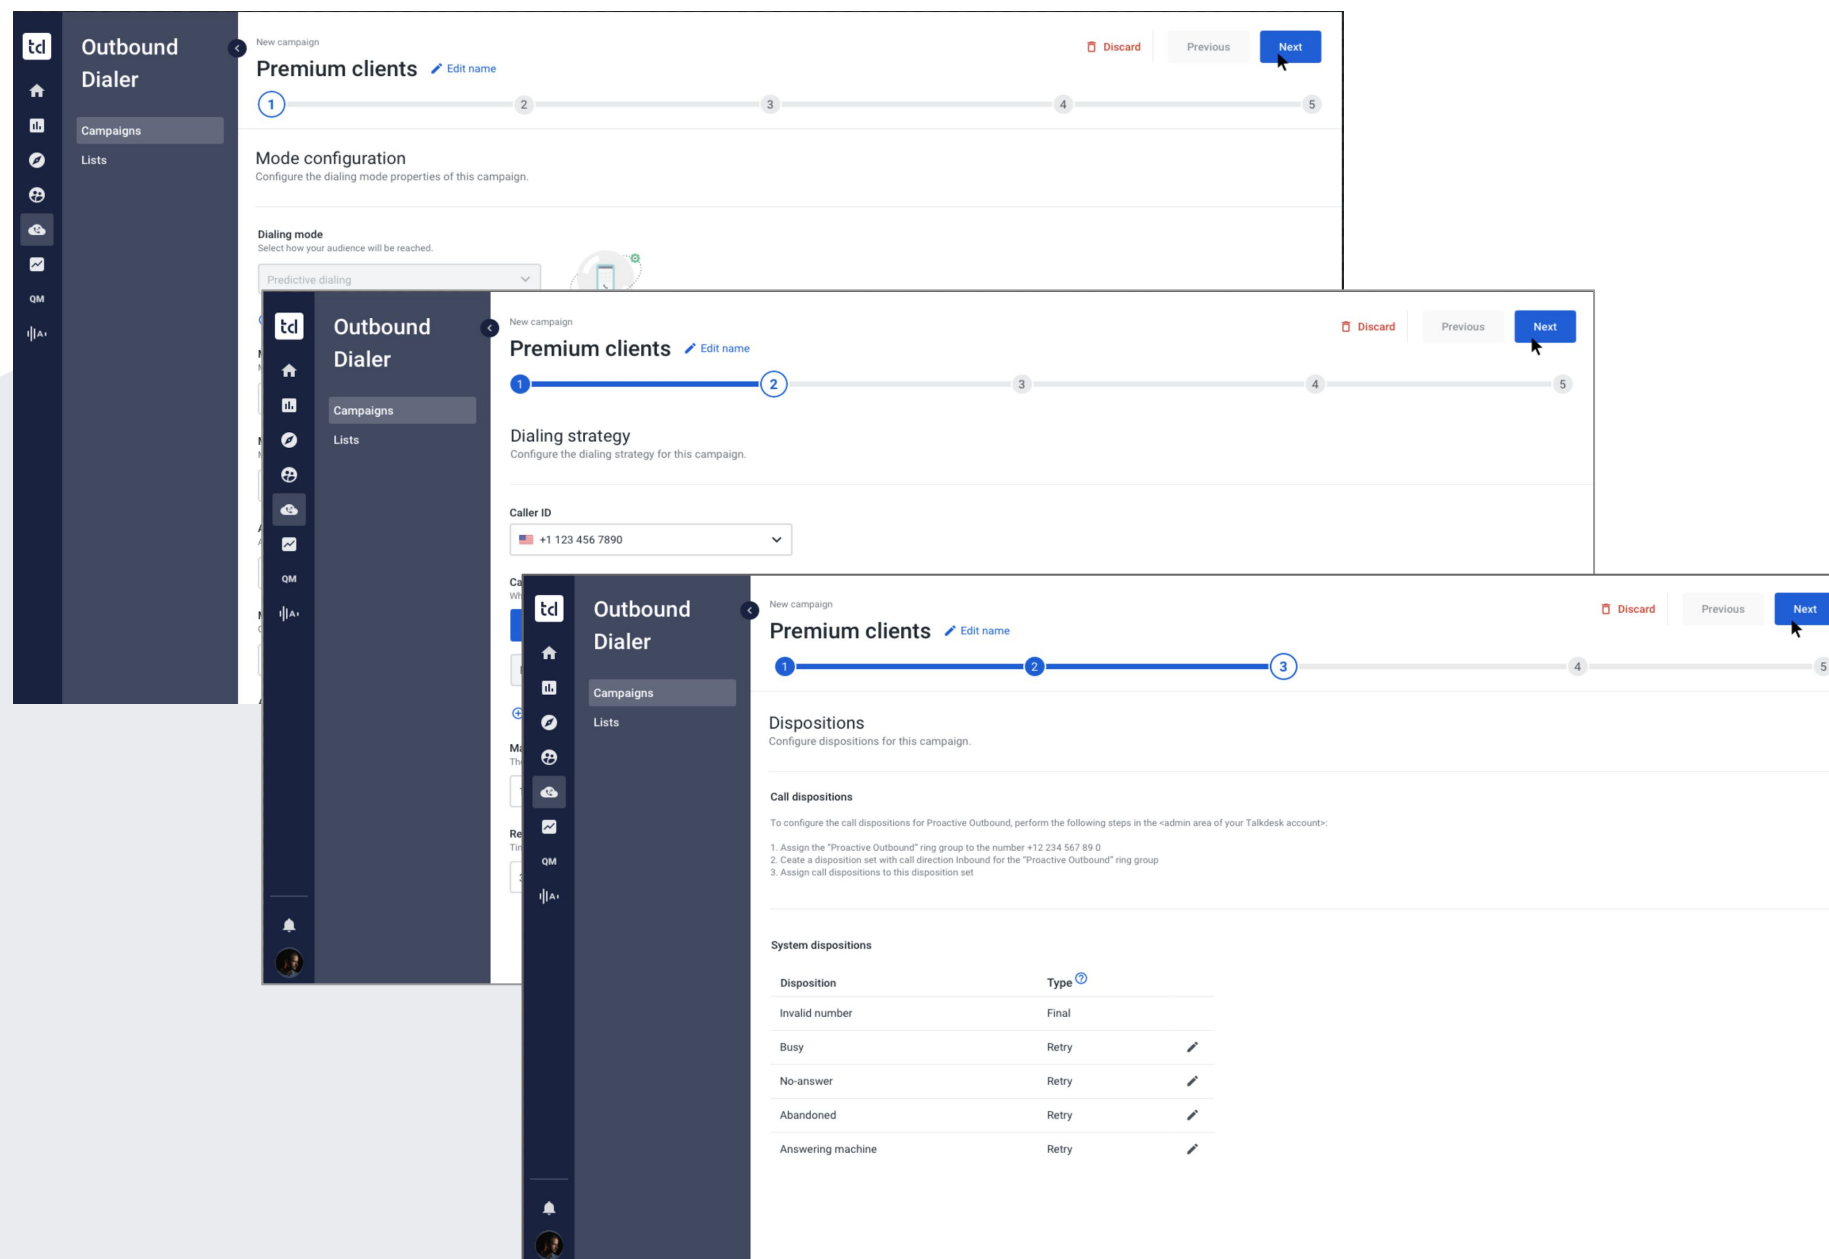 td
Outbound
Dialer
Campaigns
Lists
QM
New campaign
Premium clients
Edit name
Discard
Previous
Next
1
2
3
4
5
Mode configuration
Configure the dialing mode properties of this campaign.
Dialing mode
Select how your audience will be reached.
Predictive dialing
td
Outbound
Dialer
Campaigns
Lists
QM
New campaign
Premium clients
Edit name
Discard
Previous
Next
1
2
3
4
5
Dialing strategy
Configure the dialing strategy for this campaign.
Caller ID
+1 123 456 7890
td
Outbound
Dialer
Campaigns
Lists
QM
New campaign
Premium clients
Edit name
Discard
Previous
Next
1
2
3
4
5
Dispositions
Configure dispositions for this campaign.
Call dispositions
To configure the call dispositions for Proactive Outbound, perform the following steps in the <admin area of your Talkdesk account>:
1. Assign the "Proactive Outbound" ring group to the number +12 234 567 89 0
2. Ceate a disposition set with call direction Inbound for the "Proactive Outbound" ring group
3. Assign call dispositions to this disposition set
System dispositions
Disposition Type
Invalid number Final
Busy Retry
No-answer Retry
Abandoned Retry
Answering machine Retry